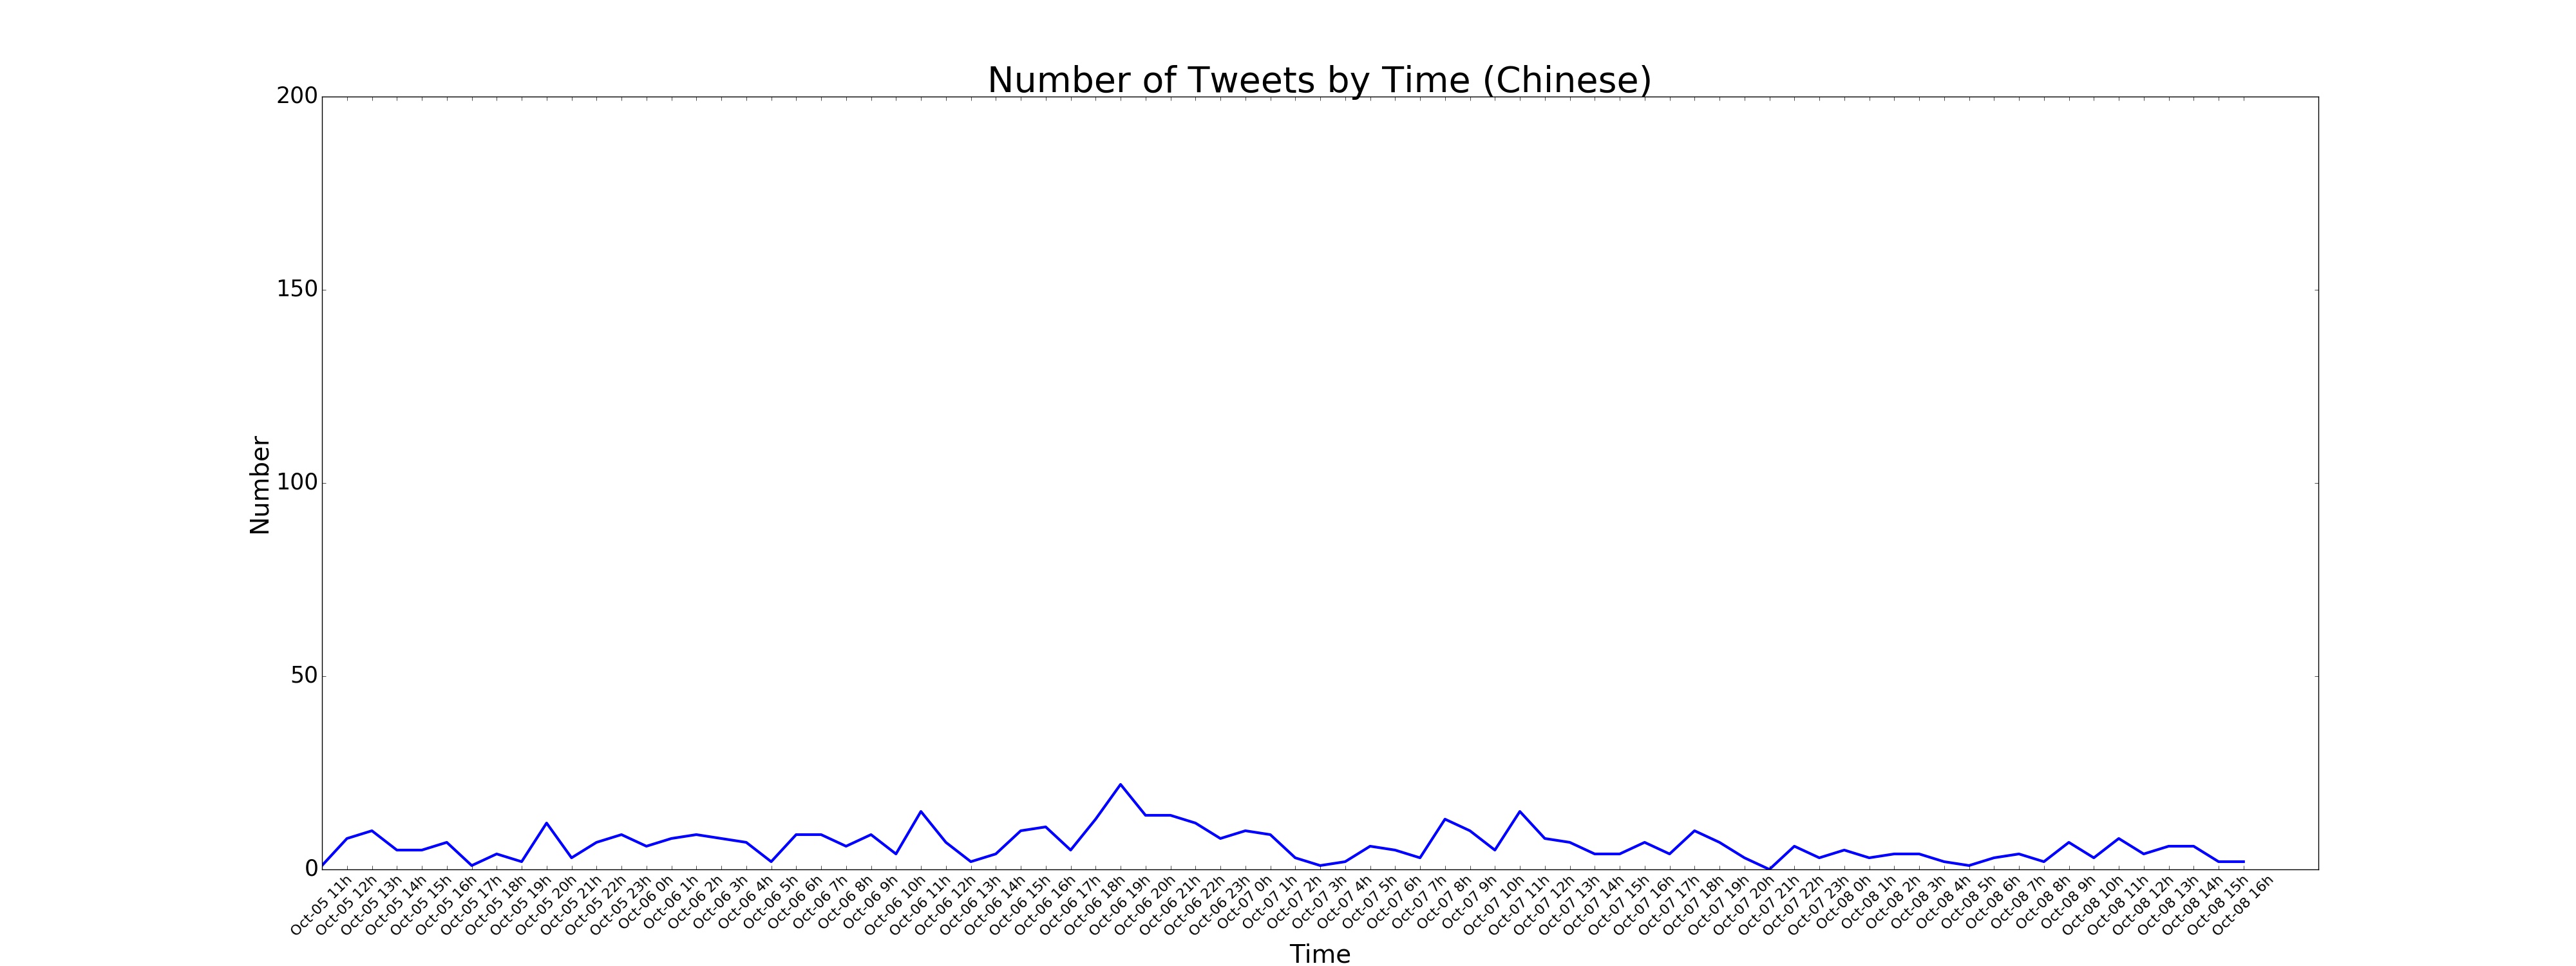 Number of Tweets by Time (Chinese)
200
150
100
50
0
Number
Oct-05 11h
Oct-05 12h
Oct-05 13h
Oct-05 14h
Oct-05 15h
Oct-05 16h
Oct-05 17h
Oct-05 18h
Oct-05 19h
Oct-05 20h
Oct-05 21h
Oct-05 22h
Oct-05 23h
Oct-06 0h
Oct-06 1h
Oct-06 2h
Oct-06 3h
Oct-06 4h
Oct-06 5h
Oct-06 6h
Oct-06 7h
Oct-06 8h
Oct-06 9h
Oct-06 10h
Oct-06 11h
Oct-06 12h
Oct-06 13h
Oct-06 14h
Oct-06 15h
Oct-06 16h
Oct-06 17h
Oct-06 18h
Oct-06 19h
Oct-06 20h
Oct-06 21h
Oct-06 22h
Oct-06 23h
Oct-07 0h
Oct-07 1h
Oct-07 2h
Oct-07 3h
Oct-07 4h
Oct-07 5h
Oct-07 6h
Oct-07 7h
Oct-07 8h
Oct-07 9h
Oct-07 10h
Oct-07 11h
Oct-07 12h
Oct-07 13h
Oct-07 14h
Oct-07 15h
Oct-07 16h
Oct-07 17h
Oct-07 18h
Oct-07 19h
Oct-07 20h
Oct-07 21h
Oct-07 22h
Oct-07 23h
Oct-08 0h
Oct-08 1h
Oct-08 2h
Oct-08 3h
Oct-08 4h
Oct-08 5h
Oct-08 6h
Oct-08 7h
Oct-08 8h
Oct-08 9h
Oct-08 10h
Oct-08 11h
Oct-08 12h
Oct-08 13h
Oct-08 14h
Oct-08 15h
Oct-08 16h
Time